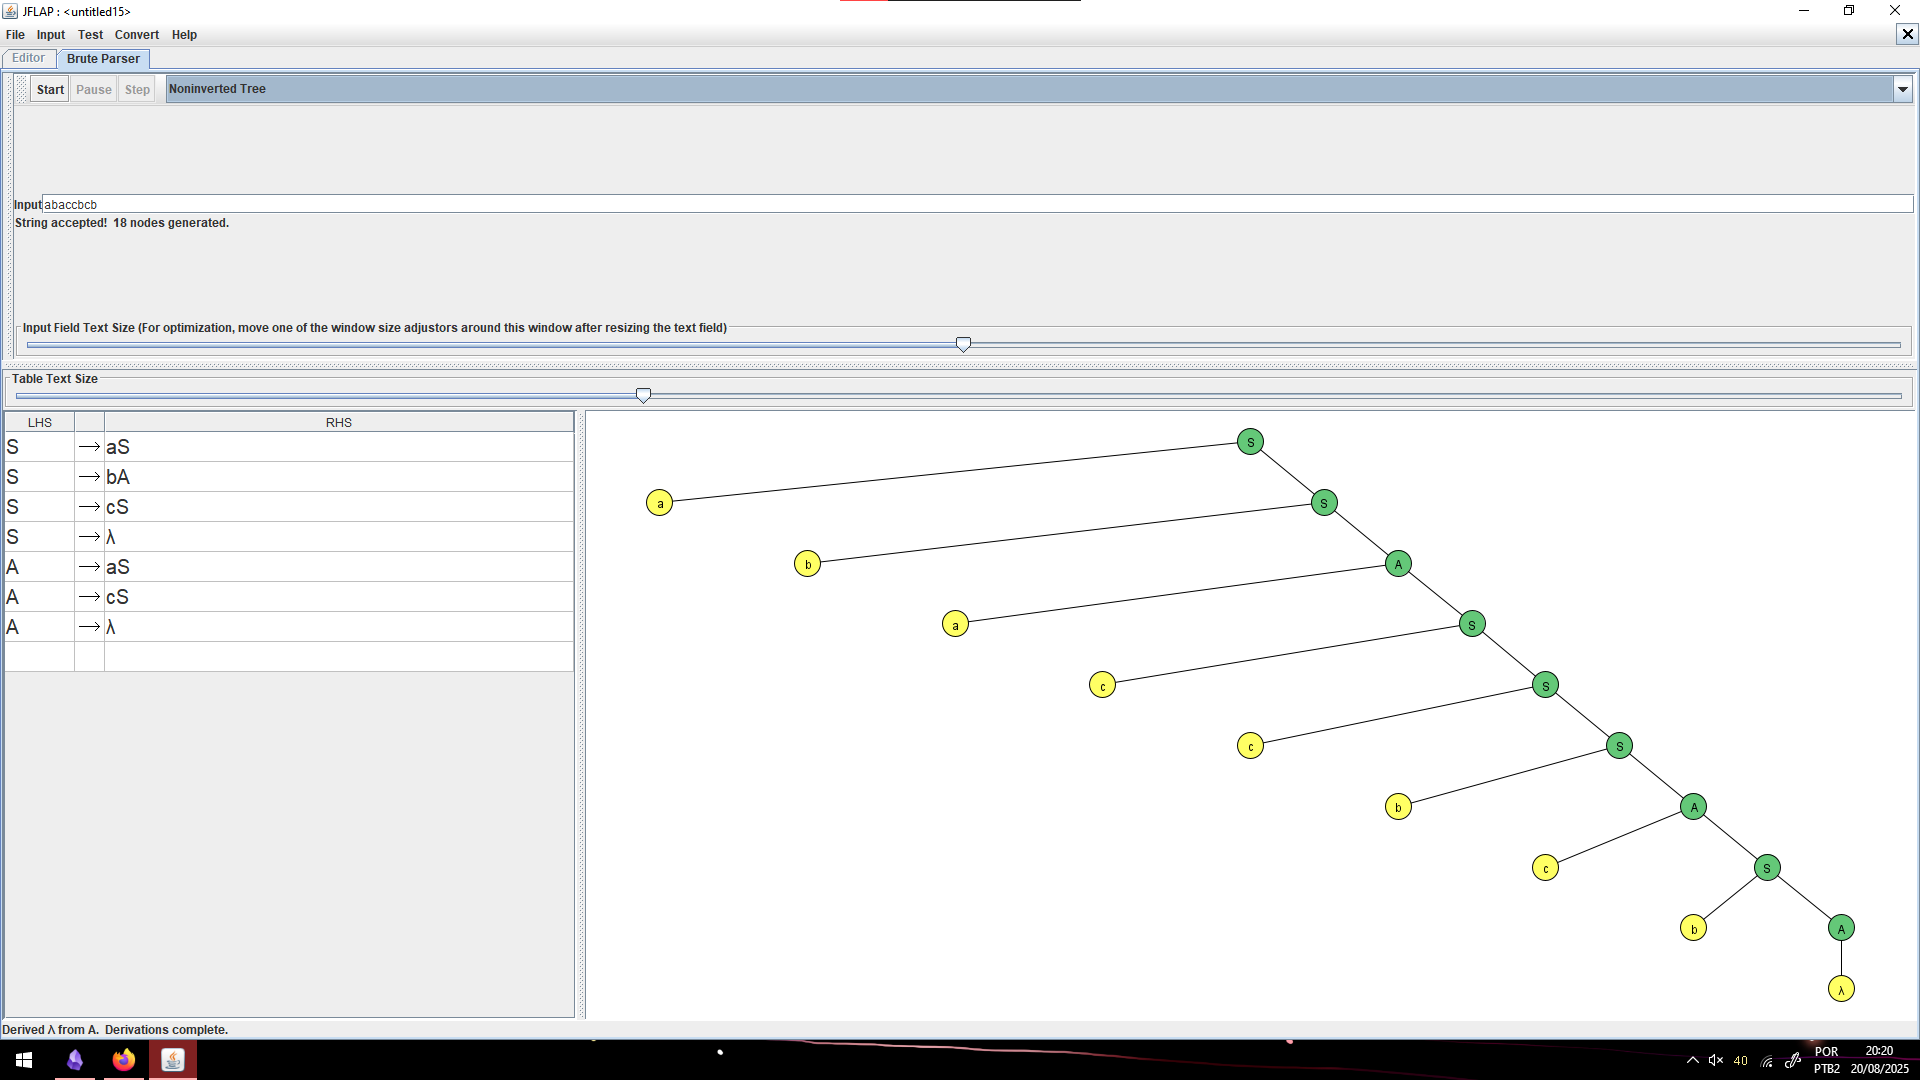 JFLAP : <untitled15>
File Input Test Convert Help
Editor Brute Parser
Start Pause Step Noninverted Tree
Input abaccbcb
String accepted! 18 nodes generated.
Input Field Text Size (For optimization, move one of the window size adjustors around this window after resizing the text field)
Table Text Size
LHS RHS
S → aS
S → bA
S → cS
S → λ
A → aS
A → cS
A → λ
S
a S
b A
a S
c S
c S
b A
c S
b A
λ
Derived λ from A. Derivations complete.
40 POR PTB2 20:20 20/08/2025